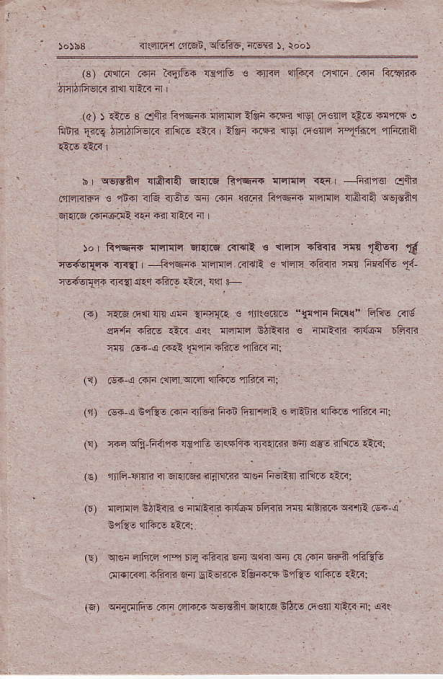 ১০১৯৪ বাংলাদেশ গেজেট, অতিরিক্ত, নভেম্বর ১, ২০০১
(৪) যেখানে কোন বৈদ্যুতিক যন্ত্রপাতি ও ক্যাবল থাকিবে সেখানে কোন বিস্ফোরক
ঠাসাঠাসিভাবে রাখা যাইবে না।
(৫) ১ হইতে ৪ শ্রেণীর বিপজ্জনক মালামাল ইঞ্জিন কক্ষের খাড়া দেওয়াল হইতে কমপক্ষে ৩
মিটার দূরত্বে ঠাসাঠাসিভাবে রাখিতে হইবে। ইঞ্জিন কক্ষের খাড়া দেওয়াল সম্পূর্ণরূপে পানিরোধী
হইতে হইবে।
৯। অভ্যন্তরীণ যাত্রীবাহী জাহাজে বিপজ্জনক মালামাল বহন। —নিরাপত্তা শ্রেণীর
গোলাবারুদ ও পটকা বাজি ব্যতীত অন্য কোন ধরনের বিপজ্জনক মালামাল যাত্রীবাহী অভ্যন্তরীণ
জাহাজে কোনক্রমেই বহন করা যাইবে না।
১০। বিপজ্জনক মালামাল জাহাজে বোঝাই ও খালাস করিবার সময় গৃহীতব্য পূর্ব
সতর্কতামূলক ব্যবস্থা। —বিপজ্জনক মালামাল বোঝাই ও খালাস করিবার সময় নিম্নবর্ণিত পূর্ব-
সতর্কতামূলক ব্যবস্থা গ্রহণ করিতে হইবে, যথা ঃ—
(ক) সহজে দেখা যায় এমন স্থানসমূহে ও গ্যাংওয়েতে “ধুমপান নিষেধ” লিখিত বোর্ড
প্রদর্শন করিতে হইবে এবং মালামাল উঠাইবার ও নামাইবার কার্যক্রম চলিবার
সময় ডেক-এ কেহই ধূমপান করিতে পারিবে না;
(খ) ডেক-এ কোন খোলা আলো থাকিতে পারিবে না;
(গ) ডেক-এ উপস্থিত কোন ব্যক্তির নিকট দিয়াশলাই ও লাইটার থাকিতে পারিবে না;
(ঘ) সকল অগ্নি-নির্বাপক যন্ত্রপাতি তাৎক্ষণিক ব্যবহারের জন্য প্রস্তুত রাখিতে হইবে;
(ঙ) গ্যালি-ফায়ার বা জাহাজের রান্নাঘরের আগুন নিভাইয়া রাখিতে হইবে;
(চ) মালামাল উঠাইবার ও নামাইবার কার্যক্রম চলিবার সময় মাষ্টারকে অবশ্যই ডেক-এ
উপস্থিত থাকিতে হইবে;
(ছ) আগুন লাগিলে পাম্প চালু করিবার জন্য অথবা অন্য যে কোন জরুরী পরিস্থিতি
মোকাবেলা করিবার জন্য ড্রাইভারকে ইঞ্জিনকক্ষে উপস্থিত থাকিতে হইবে;
(জ) অননুমোদিত কোন লোককে অভ্যন্তরীণ জাহাজে উঠিতে দেওয়া যাইবে না; এবং